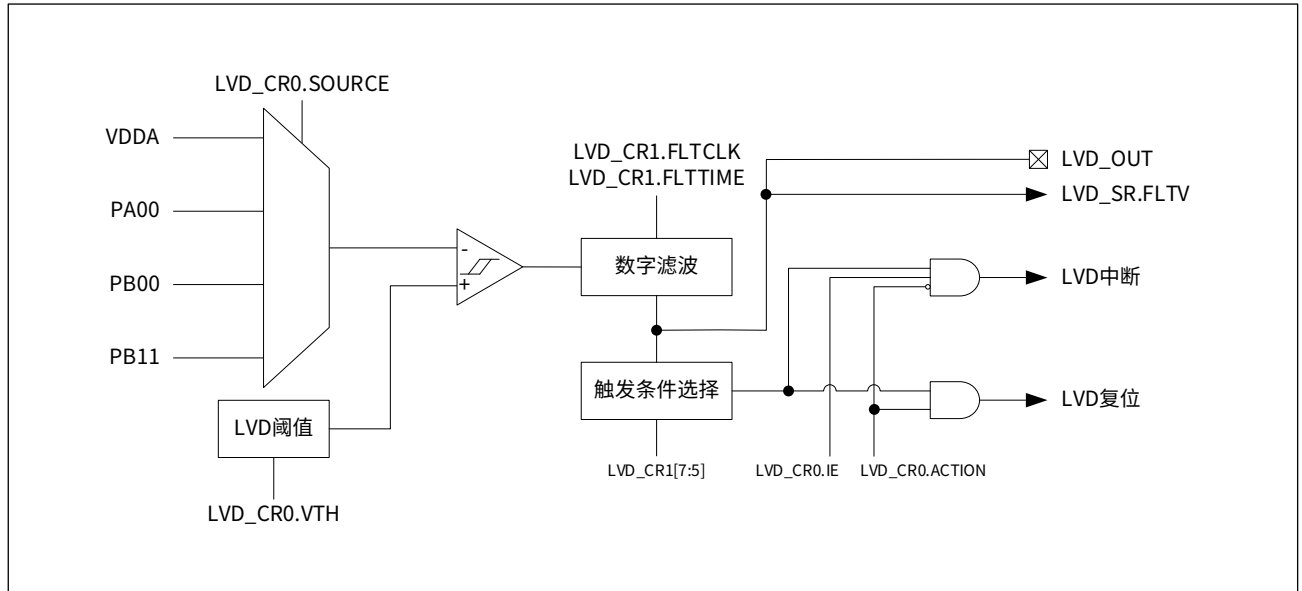 LVD_CR0.SOURCE
VDDA
PA00
PB00
PB11
LVD阈值
LVD_CR0.VTH
-
+
LVD_CR1.FLTCLK
LVD_CR1.FLTTIME
数字滤波
触发条件选择
LVD_CR1[7:5]
LVD_CR0.IE
LVD_CR0.ACTION
LVD_OUT
LVD_SR.FLTV
LVD中断
LVD复位